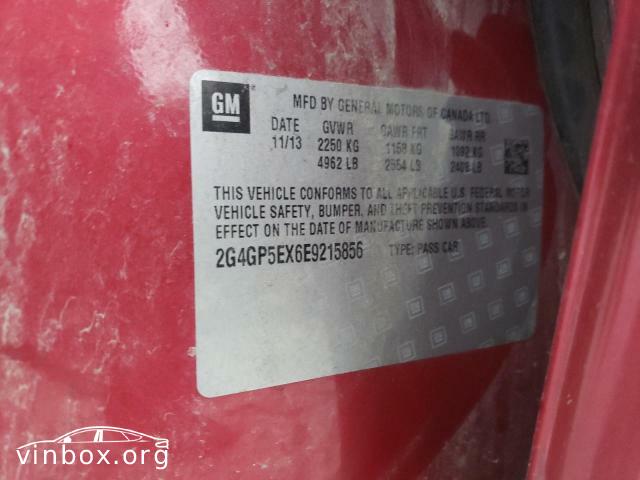 GM
MFD BY GENERAL MOTORS OF CANADA LTD
DATE GVWR GAWR FRT GAWR RR
11/13 2250 KG 1158 KG 1092 KG
4962 LB 2554 LB 2408 LB
THIS VEHICLE CONFORMS TO ALL APPLICABLE U.S. FEDERAL MOTOR
VEHICLE SAFETY, BUMPER, AND THEFT PREVENTION STANDARDS IN
EFFECT ON THE DATE OF MANUFACTURE SHOWN ABOVE.
2G4GP5EX6E9215856 TYPE: PASS CAR
vinbox.org